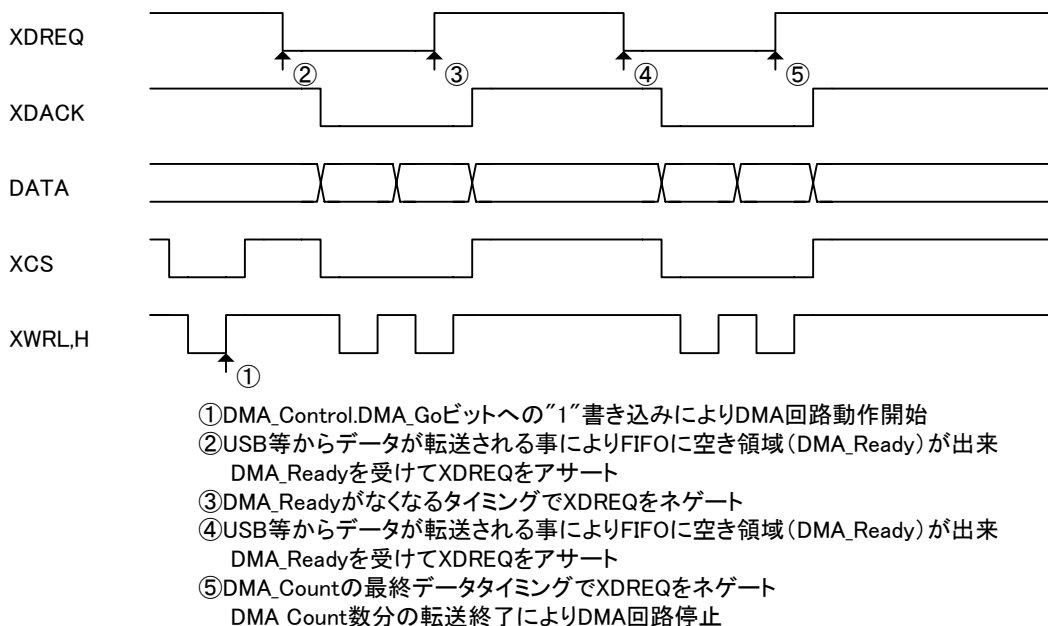 XDREQ
② ③ ④ ⑤
XDACK
DATA
XCS
XWRL,H
①
①DMA_Control.DMA_Goビットへの"1"書き込みによりDMA回路動作開始
②USB等からデータが転送される事によりFIFOに空き領域(DMA_Ready)が出来
DMA_Readyを受けてXDREQをアサート
③DMA_ReadyがなくなるタイミングでXDREQをネゲート
④USB等からデータが転送される事によりFIFOに空き領域(DMA_Ready)が出来
DMA_Readyを受けてXDREQをアサート
⑤DMA_Countの最終データタイミングでXDREQをネゲート
DMA Count数分の転送終了によりDMA回路停止